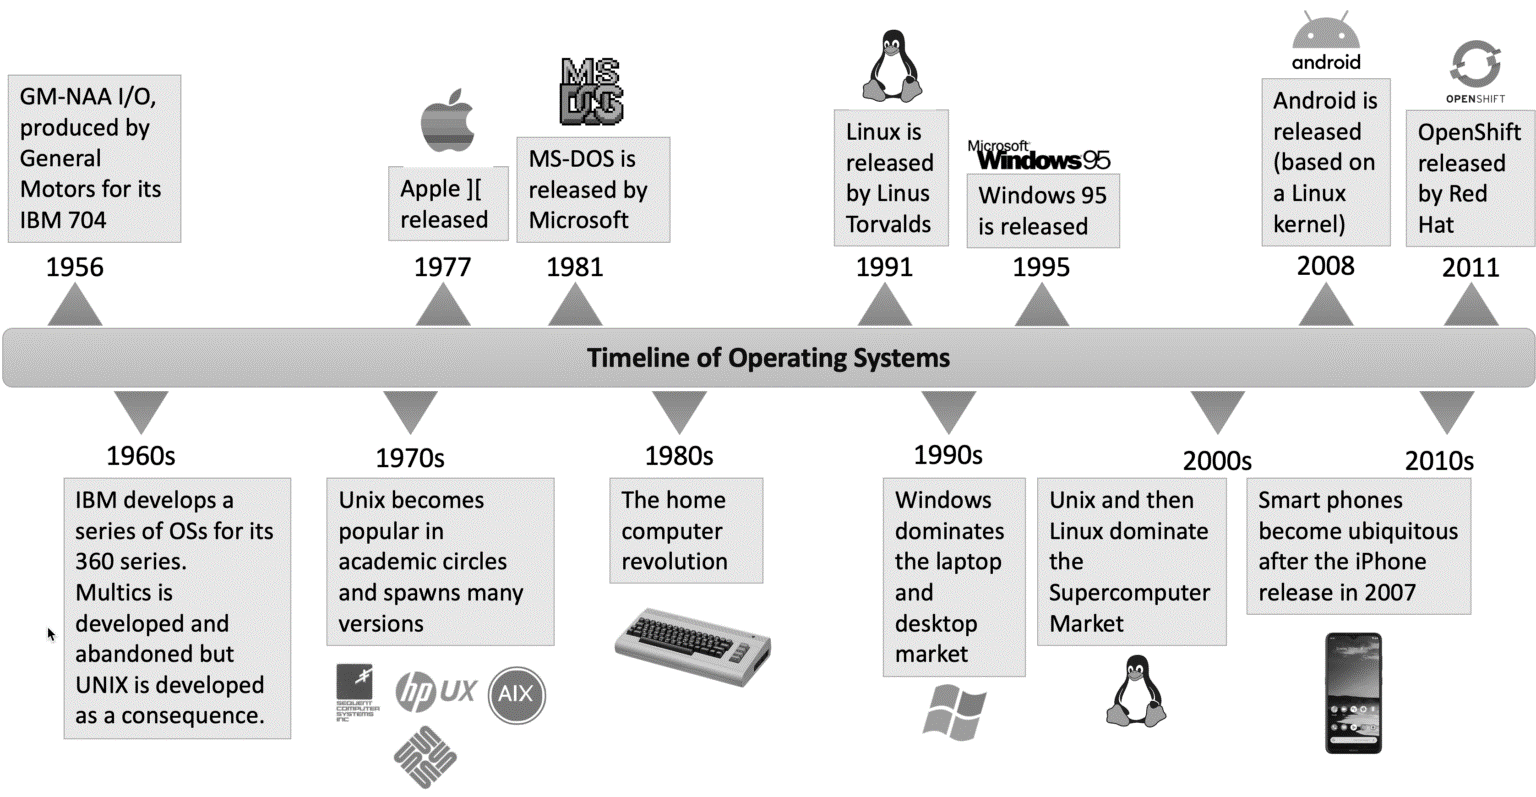 GM-NAA I/O,
produced by
General
Motors for its
IBM 704
1956
Apple ][
released
1977
MS
DOS
MS-DOS is
released by
Microsoft
1981
Linux is
released
by Linus
Torvalds
1991
Microsoft
Windows 95
Windows 95
is released
1995
android
Android is
released
(based on
a Linux
kernel)
2008
OPENSHIFT
OpenShift
released
by Red
Hat
2011
Timeline of Operating Systems
1960s
IBM develops a
series of OSs for its
360 series.
Multics is
developed and
abandoned but
UNIX is developed
as a consequence.
1970s
Unix becomes
popular in
academic circles
and spawns many
versions
SEQUENT
COMPUTER
SYSTEMS
INC
hp UX
AIX
1980s
The home
computer
revolution
1990s
Windows
dominates
the laptop
and
desktop
market
2000s
Unix and then
Linux dominate
the
Supercomputer
Market
2010s
Smart phones
become ubiquitous
after the iPhone
release in 2007